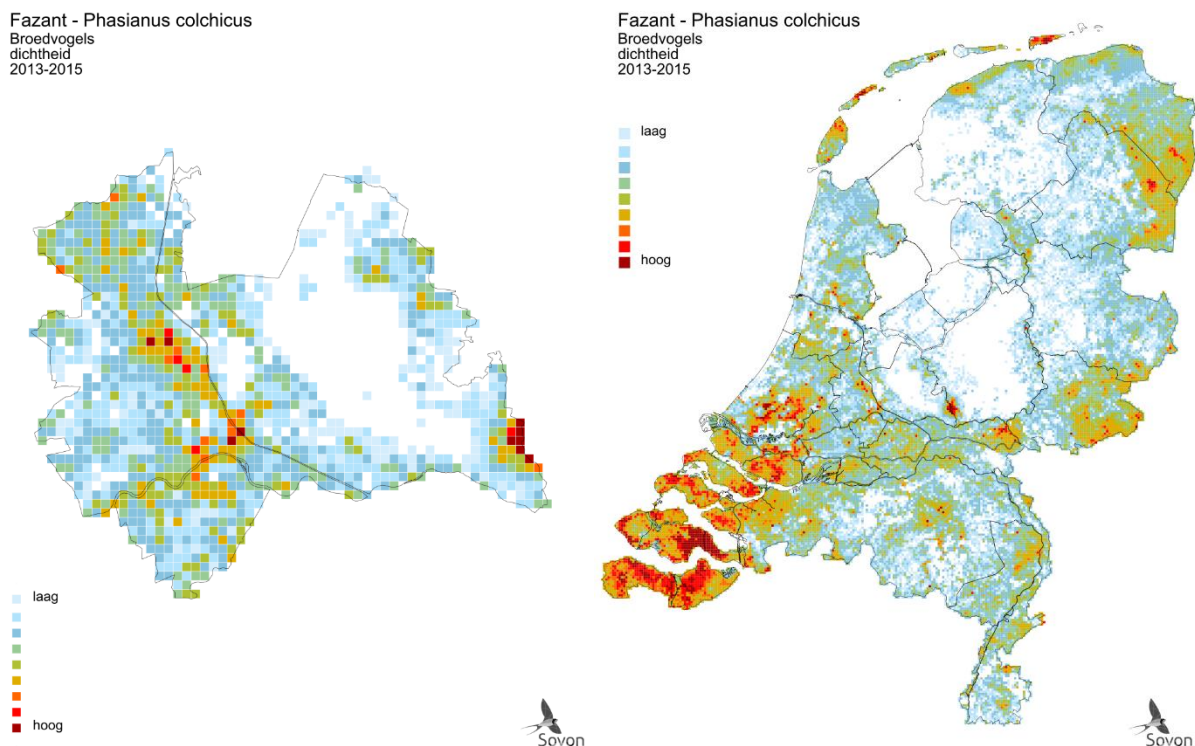 Fazant - Phasianus colchicus
Broedvogels
dichtheid
2013-2015
laag
hoog
Sovon
Fazant - Phasianus colchicus
Broedvogels
dichtheid
2013-2015
laag
hoog
Sovon